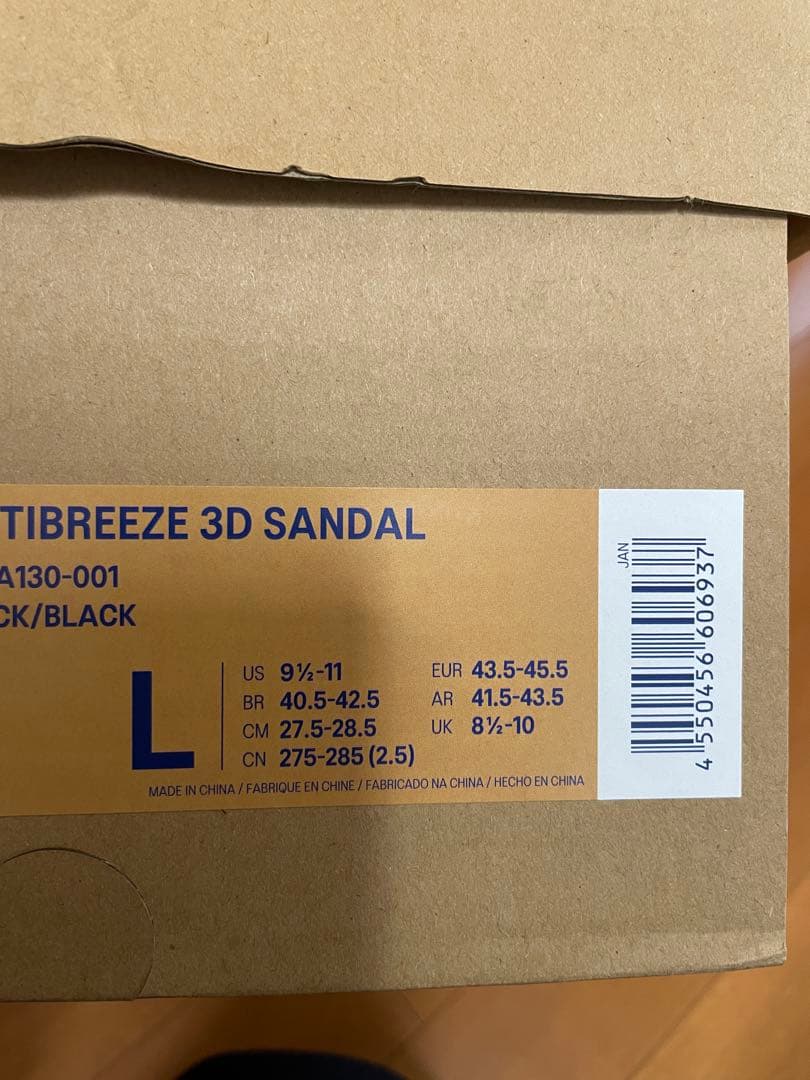 TIBREEZE 3D SANDAL
A130-001
CK/BLACK
L
US 9½-11
BR 40.5-42.5
CM 27.5-28.5
CN 275-285 (2.5)
EUR 43.5-45.5
AR 41.5-43.5
UK 8½-10
MADE IN CHINA / FABRIQUE EN CHINE / FABRICADO NA CHINA / HECHO EN CHINA
JAN
4 550456 606937